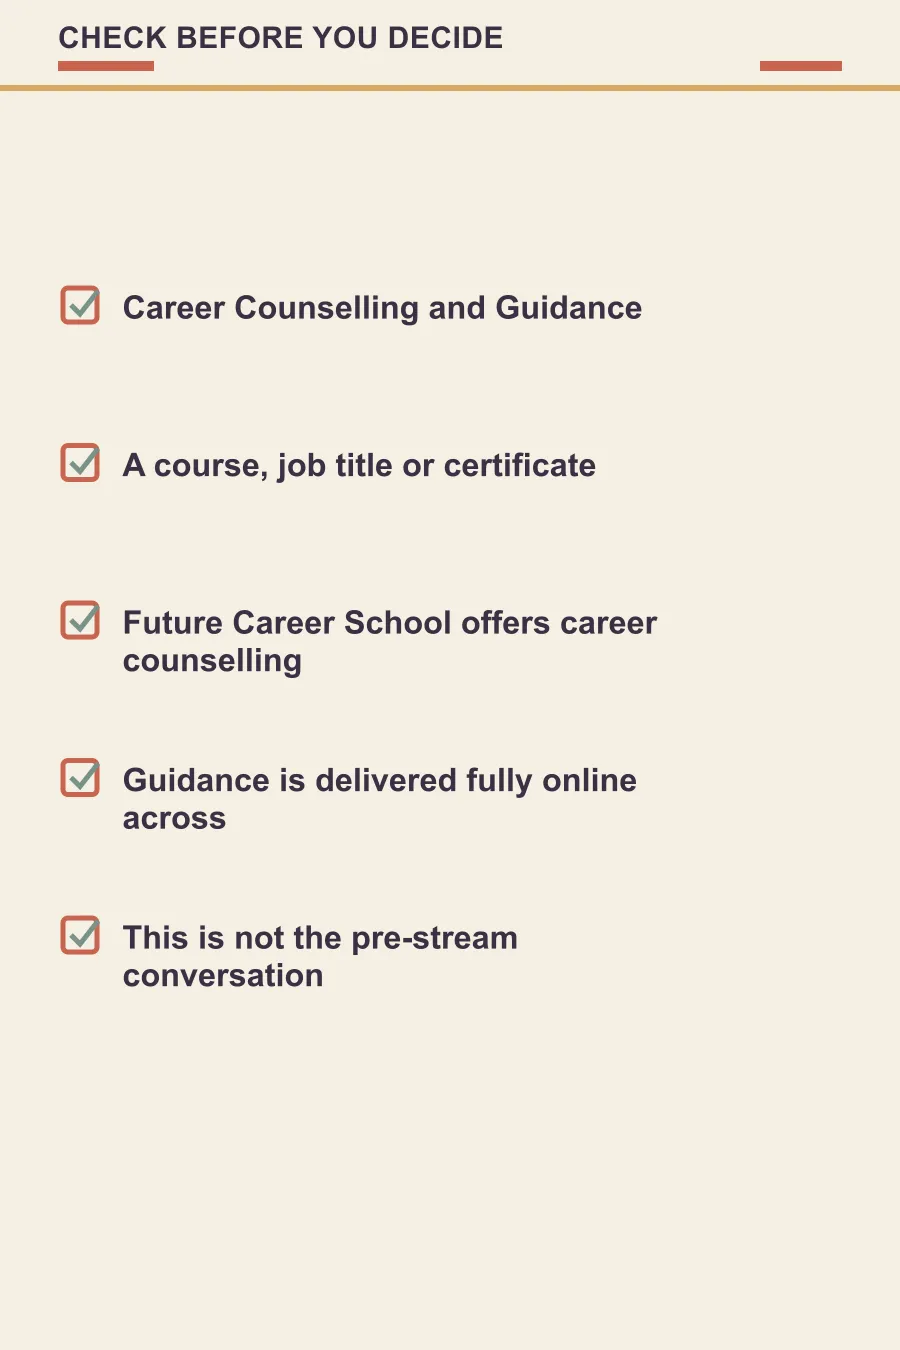 CHECK BEFORE YOU DECIDE
Career Counselling and Guidance
A course, job title or certificate
Future Career School offers career
counselling
Guidance is delivered fully online
across
This is not the pre-stream
conversation